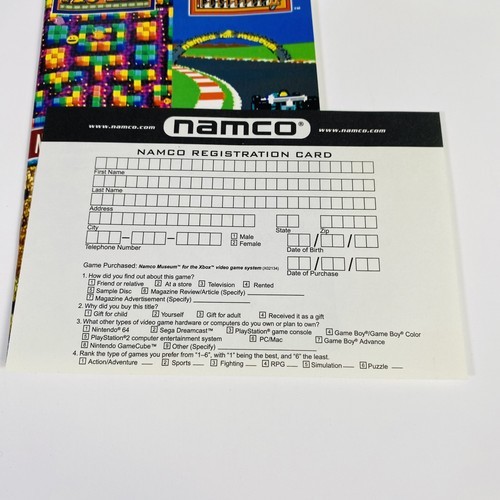 www.namco.com namco® www.namco.com
NAMCO REGISTRATION CARD
First Name
Last Name
Address
City State Zip
Telephone Number 1 Male
2 Female
Date of Birth
Date of Purchase
Game Purchased: Namco Museum™ for the Xbox™ video game system (X02134)
1. How did you find out about this game?
1 Friend or relative 2 At a store 3 Television 4 Rented
5 Sample Disc 6 Magazine Review/Article (Specify)
7 Magazine Advertisement (Specify)
2. Why did you buy this title?
1 Gift for child 2 Yourself 3 Gift for adult 4 Received it as a gift
3. What other types of video game hardware or computers do you own or plan to own?
1 Nintendo® 64™ 2 Sega Dreamcast™ 3 PlayStation® game console 4 Game Boy®/Game Boy® Color
5 PlayStation®2 computer entertainment system 6 PC/Mac 7 Game Boy® Advance
8 Nintendo GameCube™ 9 Other (Specify)
4. Rank the type of games you prefer from "1–6", with "1" being the best, and "6" the least.
1 Action/Adventure 2 Sports 3 Fighting 4 RPG 5 Simulation 6 Puzzle